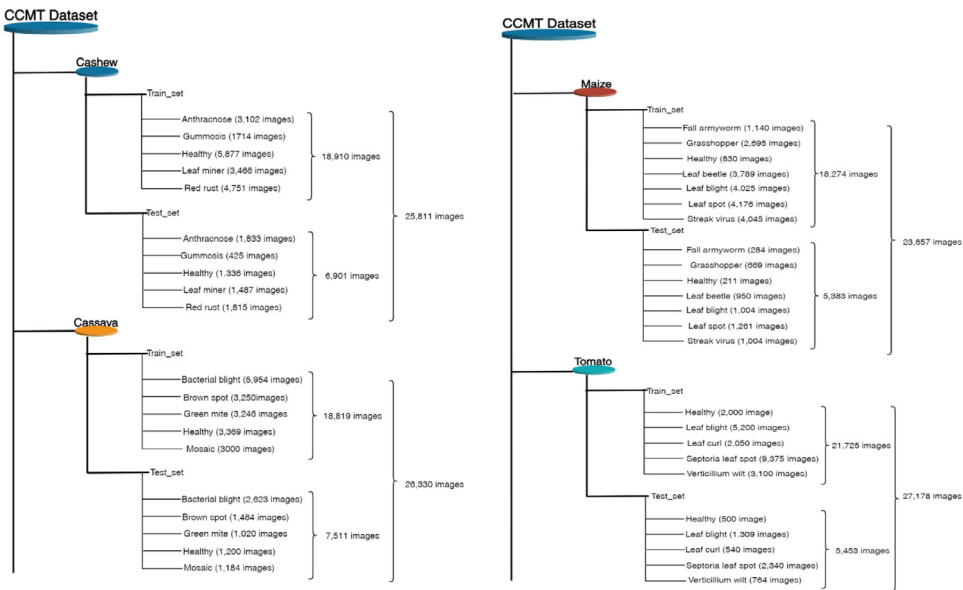 CCMT Dataset
Cashew
Train_set
Anthracnose (3,102 images)
Gummosis (1714 images)
Healthy (5,877 images)
Leaf miner (3,466 images)
Red rust (4,751 images)
18,910 images
Test_set
Anthracnose (1,833 images)
Gummosis (425 images)
Healthy (1.336 images)
Leaf miner (1,487 images)
Red rust (1,815 images)
6,901 images
25,811 images
Cassava
Train_set
Bacterial blight (5,954 images)
Brown spot (3,250images)
Green mite (3,246 images)
Healthy (3,369 images)
Mosaic (3000 images)
18,819 images
Test_set
Bacterial blight (2,623 images)
Brown spot (1,484 images)
Green mite (1,020 images)
Healthy (1,200 images)
Mosaic (1,184 images)
7,511 images
26,330 images
CCMT Dataset
Maize
Train_set
Fall armyworm (1,140 images)
Grasshopper (2,695 images)
Healthy (830 images)
Leaf beetle (3,789 images)
Leaf blight (4.025 images)
Leaf spot (4,176 images)
Streak virus (4,045 images)
18,274 images
Test_set
Fall armyworm (284 images)
Grasshopper (669 images)
Healthy (211 images)
Leaf beetle (950 images)
Leaf blight (1,004 images)
Leaf spot (1,261 images)
Streak virus (1,004 images)
5,383 images
23,657 images
Tomato
Train_set
Healthy (2,000 image)
Leaf blight (5,200 images)
Leaf curl (2,050 images)
Septoria leaf spot (9,375 images)
Verticillium wilt (3,100 images)
21,725 images
Test_set
Healthy (500 image)
Leaf blight (1.309 images)
Leaf curl (540 images)
Septoria leaf spot (2,340 images)
Verticillium wilt (764 images)
5,453 images
27,178 images